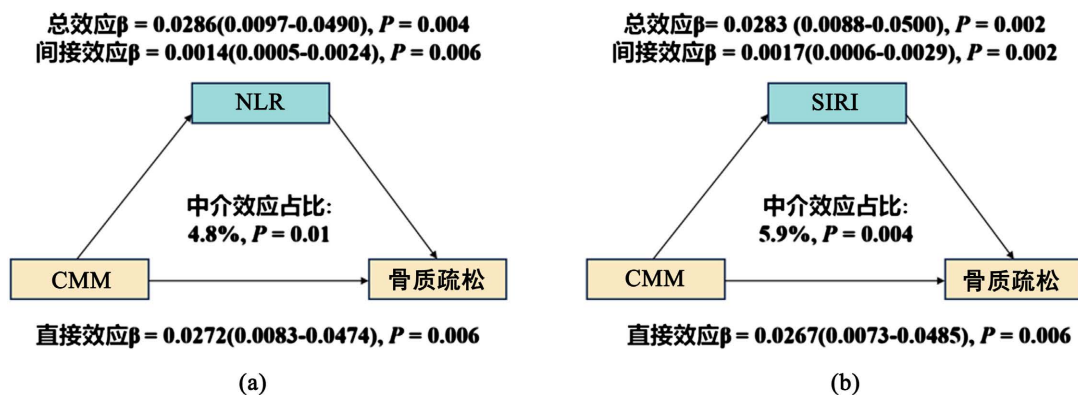 总效应β = 0.0286(0.0097-0.0490), P = 0.004
间接效应β = 0.0014(0.0005-0.0024), P = 0.006
NLR
中介效应占比:
4.8%, P = 0.01
CMM
骨质疏松
直接效应β = 0.0272(0.0083-0.0474), P = 0.006
(a)
总效应β= 0.0283 (0.0088-0.0500), P = 0.002
间接效应β = 0.0017(0.0006-0.0029), P = 0.002
SIRI
中介效应占比:
5.9%, P = 0.004
CMM
骨质疏松
直接效应β = 0.0267(0.0073-0.0485), P = 0.006
(b)